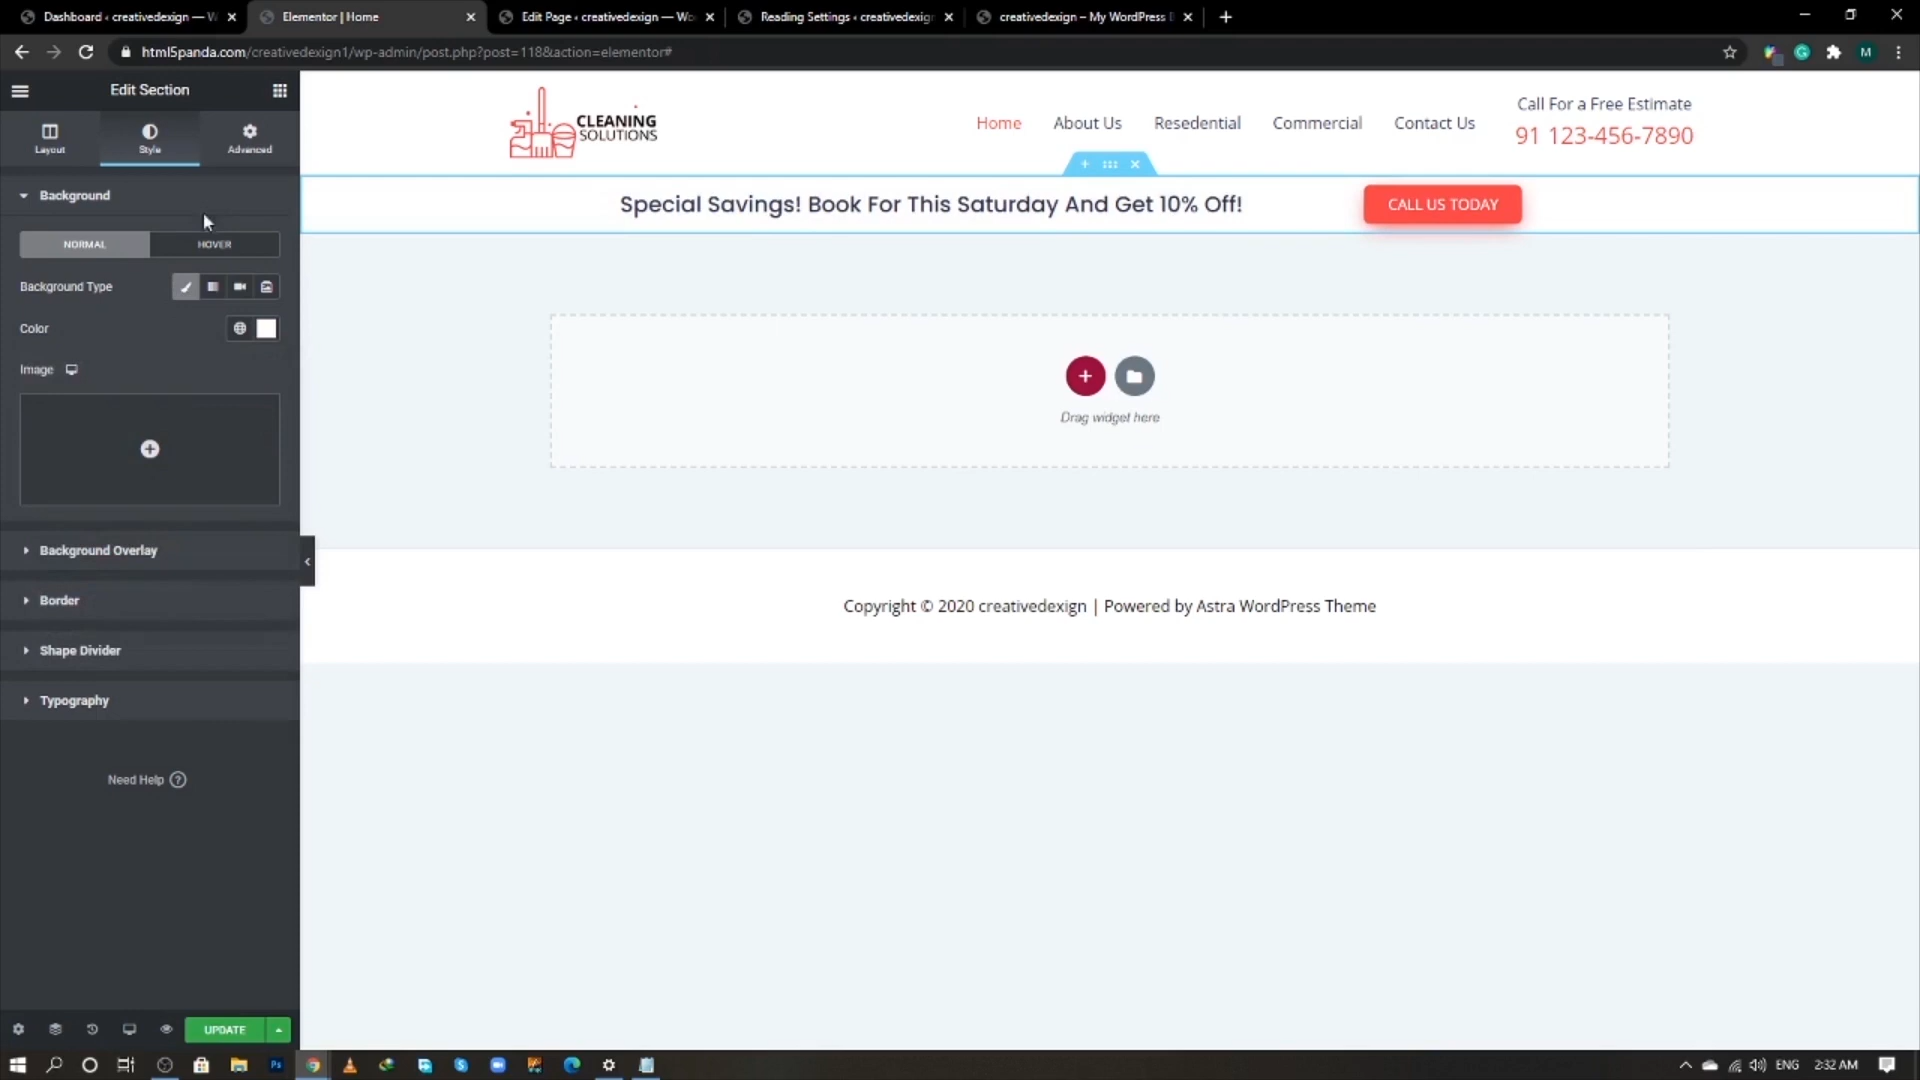 Dashboard ‹ creativedexign — W
Elementor | Home
Edit Page ‹ creativedexign — Wo
Reading Settings ‹ creativedexign
creativedexign – My WordPress B
html5panda.com/creativedexign1/wp-admin/post.php?post=118&action=elementor#
M
Edit Section
Layout
Style
Advanced
Background
NORMAL
HOVER
Background Type
Color
Image
Background Overlay
Border
Shape Divider
Typography
Need Help ?
UPDATE
CLEANING
SOLUTIONS
Home
About Us
Resedential
Commercial
Contact Us
Call For a Free Estimate
91 123-456-7890
Special Savings! Book For This Saturday And Get 10% Off!
CALL US TODAY
Drag widget here
Copyright © 2020 creativedexign | Powered by Astra WordPress Theme
Ps
ENG
2:32 AM